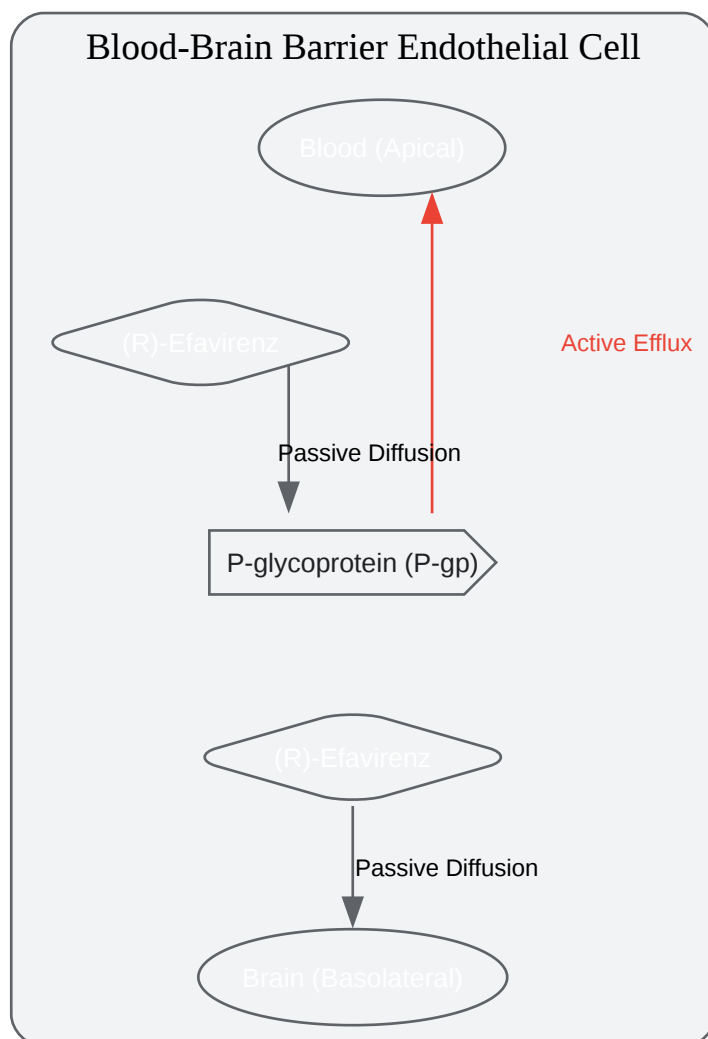 Blood-Brain Barrier Endothelial Cell
Blood (Apical)
(R)-Efavirenz
Active Efflux
Passive Diffusion
P-glycoprotein (P-gp)
(R)-Efavirenz
Passive Diffusion
Brain (Basolateral)